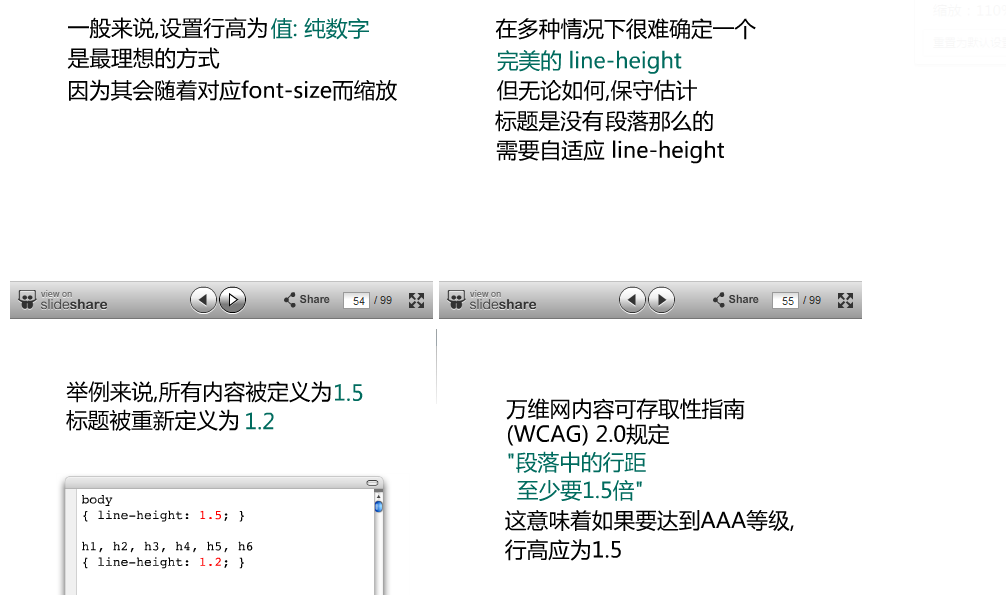 一般来说,设置行高为值: 纯数字
是最理想的方式
因为其会随着对应font-size而缩放
在多种情况下很难确定一个
完美的 line-height
但无论如何,保守估计
标题是没有段落那么的
需要自适应 line-height
view on
slideshare
Share
54 / 99
view on
slideshare
Share
55 / 99
举例来说,所有内容被定义为1.5
标题被重新定义为 1.2
body
{ line-height: 1.5; }
h1, h2, h3, h4, h5, h6
{ line-height: 1.2; }
万维网内容可存取性指南
(WCAG) 2.0规定
"段落中的行距
至少要1.5倍"
这意味着如果要达到AAA等级,
行高应为1.5